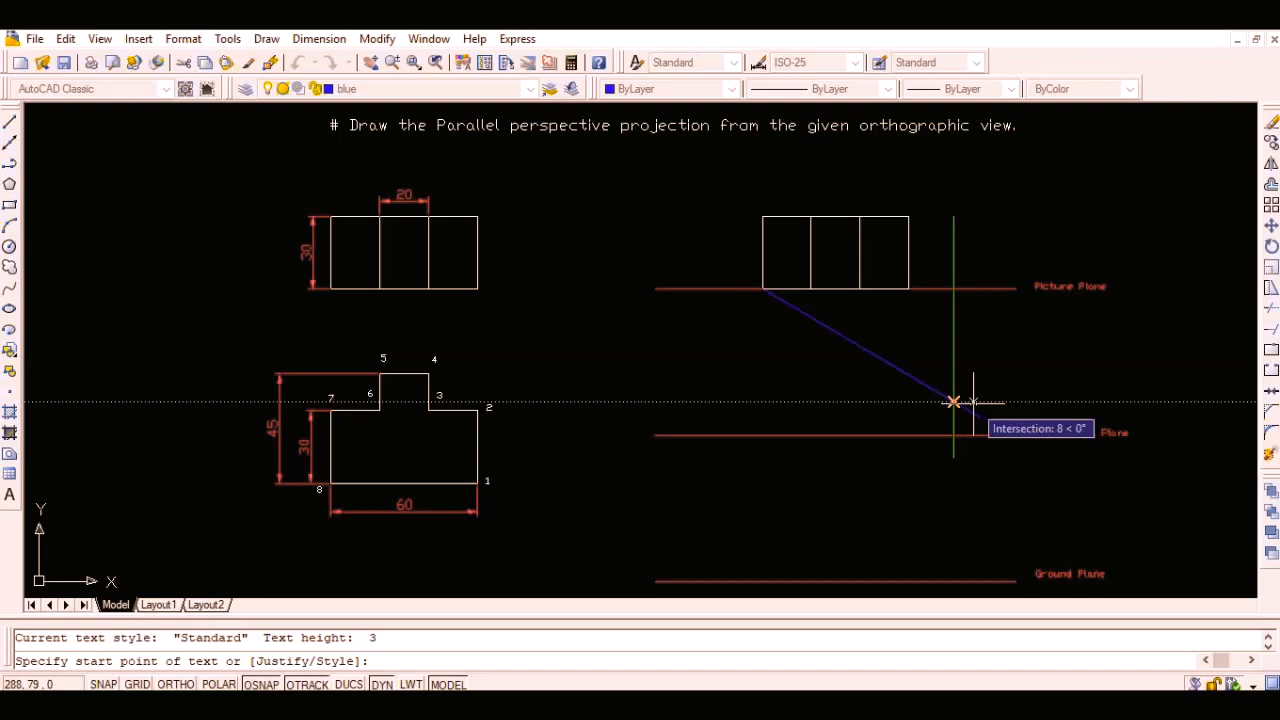 File Edit View Insert Format Tools Draw Dimension Modify Window Help Express
Standard ISO-25 Standard
AutoCAD Classic blue ByLayer ByLayer ByLayer ByColor
# Draw the Parallel perspective projection from the given orthographic view.
20
30
Picture Plane
5 4
7 6 3 2
45
30
Intersection: 8 < 0°
Plane
8 1
60
Y
X
Ground Plane
Model Layout1 Layout2
Current text style: "Standard" Text height: 3
Specify start point of text or [Justify/Style]:
288, 79 , 0 SNAP GRID ORTHO POLAR OSNAP OTRACK DUCS DYN LWT MODEL
A